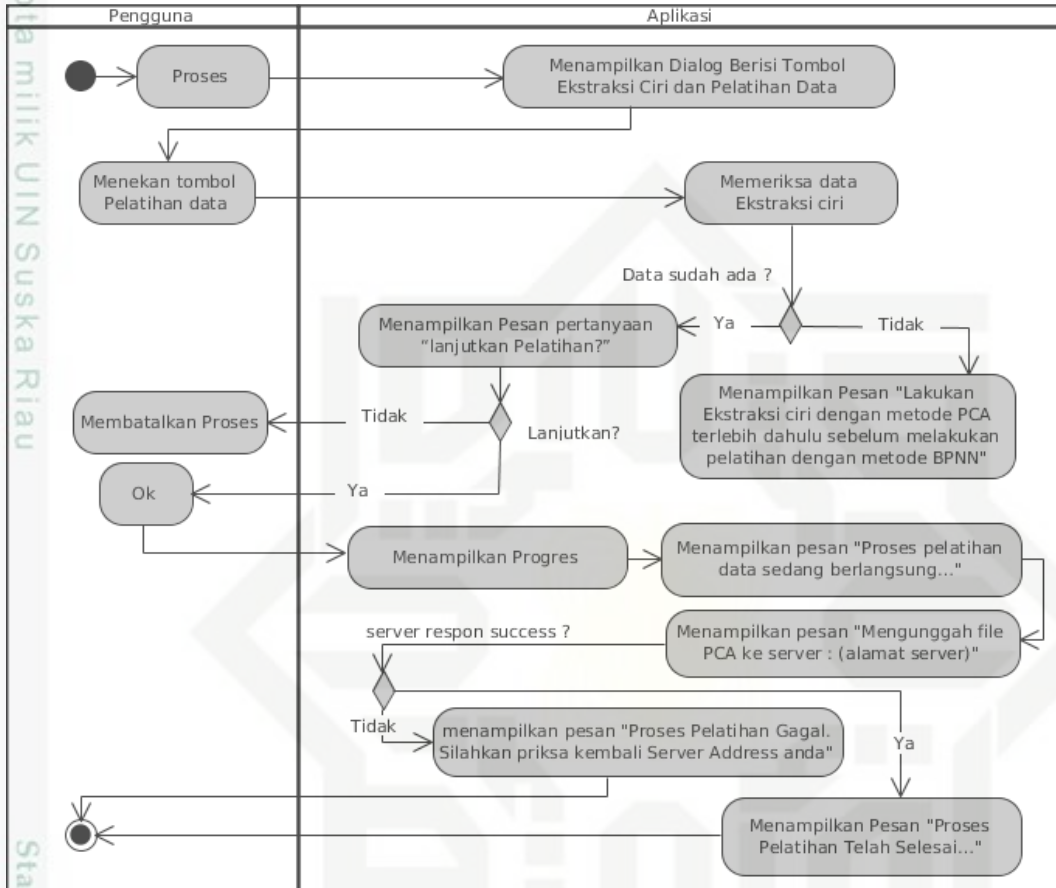 Pengguna
Aplikasi
Proses
Menampilkan Dialog Berisi Tombol
Ekstraksi Ciri dan Pelatihan Data
Menekan tombol
Pelatihan data
Memeriksa data
Ekstraksi ciri
Data sudah ada ?
Ya
Tidak
Menampilkan Pesan pertanyaan
“lanjutkan Pelatihan?”
Menampilkan Pesan "Lakukan
Ekstraksi ciri dengan metode PCA
terlebih dahulu sebelum melakukan
pelatihan dengan metode BPNN"
Membatalkan Proses
Tidak
Lanjutkan?
Ok
Ya
Menampilkan Progres
Menampilkan pesan "Proses pelatihan
data sedang berlangsung..."
Menampilkan pesan "Mengunggah file
PCA ke server : (alamat server)"
server respon success ?
Tidak
menampilkan pesan "Proses Pelatihan Gagal.
Silahkan priksa kembali Server Address anda"
Ya
Menampilkan Pesan "Proses
Pelatihan Telah Selesai..."
milik UIN Suska Riau